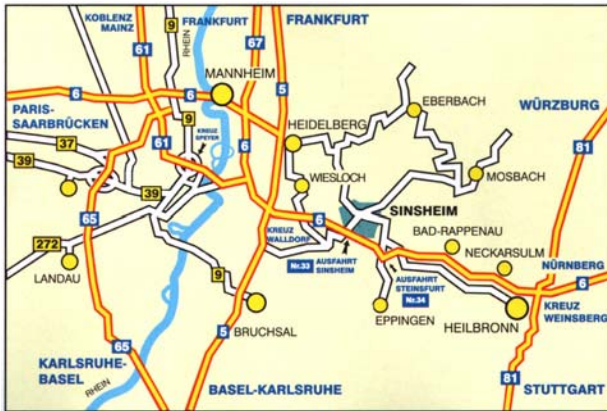 KOBLENZ
MAINZ
9
FRANKFURT
FRANKFURT
61
RHEIN
67
MANNHEIM
5
6
6
PARIS-
SAARBRÜCKEN
9
KREUZ
SPEYER
HEIDELBERG
EBERBACH
WÜRZBURG
37
61
6
81
39
WIESLOCH
MOSBACH
39
SINSHEIM
65
6
KREUZ
WALLDORF
BAD-RAPPENAU
272
Nr.33
AUSFAHRT
SINSHEIM
NECKARSULM
NÜRNBERG
LANDAU
9
AUSFAHRT
STEINSFURT
Nr.34
6
KREUZ
WEINSBERG
EPPINGEN
HEILBRONN
5
BRUCHSAL
65
KARLSRUHE-
BASEL
RHEIN
BASEL-KARLSRUHE
81
STUTTGART